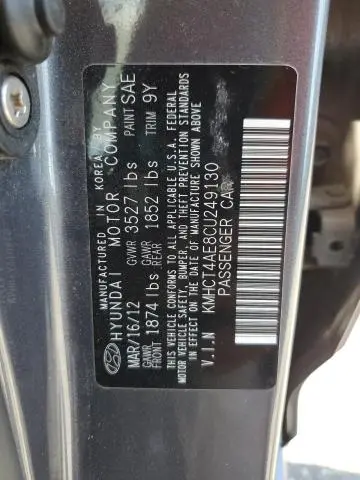 MANUFACTURED IN KOREA BY
HYUNDAI MOTOR COMPANY
MAR/16/12 GVWR 3527 lbs PAINT SAE
GAWR FRONT 1874 lbs GAWR REAR 1852 lbs TRIM 9Y
THIS VEHICLE CONFORMS TO ALL APPLICABLE U.S.A. FEDERAL
MOTOR VEHICLE SAFETY, BUMPER, AND THEFT PREVENTION STANDARDS
IN EFFECT ON THE DATE OF MANUFACTURE SHOWN ABOVE
V.I.N KMHCT4AE8CU249130
PASSENGER CAR